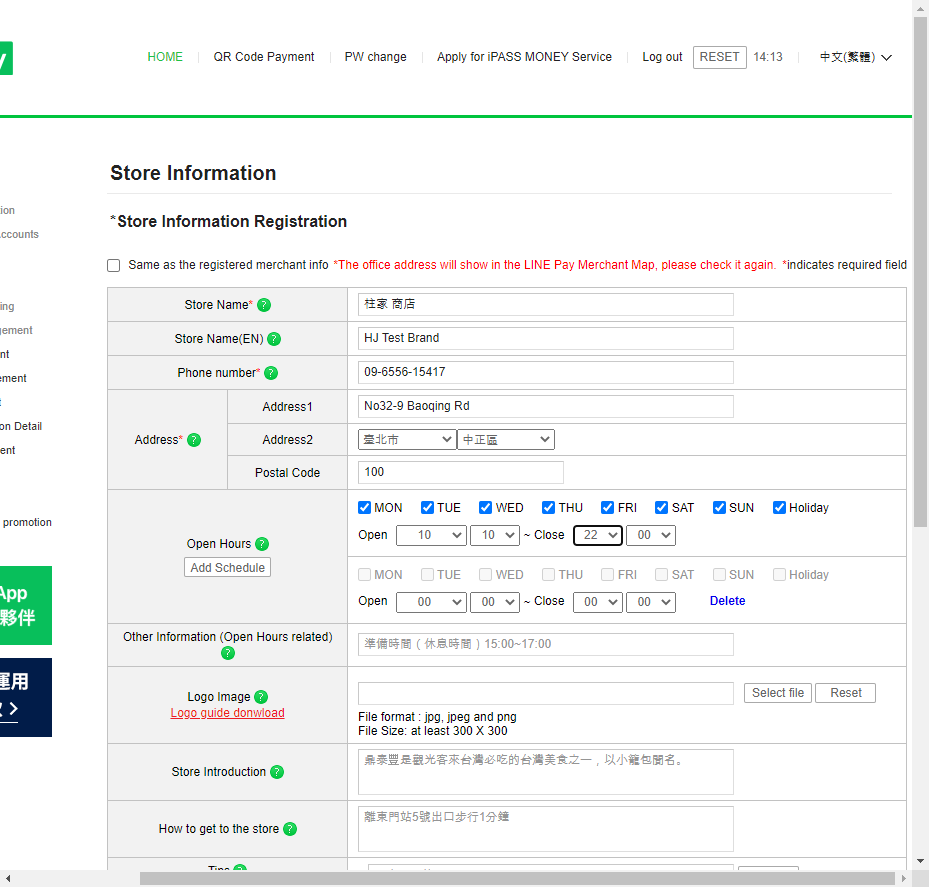 HOME QR Code Payment PW change Apply for iPASS MONEY Service Log out RESET 14:13 中文(繁體)
Store Information
*Store Information Registration
Same as the registered merchant info *The office address will show in the LINE Pay Merchant Map, please check it again. *indicates required field
Store Name* ? 柱家 商店
Store Name(EN) ? HJ Test Brand
Phone number* ? 09-6556-15417
Address* ?
Address1 No32-9 Baoqing Rd
Address2 臺北市 中正區
Postal Code 100
Open Hours ?
Add Schedule
MON TUE WED THU FRI SAT SUN Holiday
Open 10 10 ~ Close 22 00
MON TUE WED THU FRI SAT SUN Holiday
Open 00 00 ~ Close 00 00 Delete
Other Information (Open Hours related) ? 準備時間（休息時間）15:00~17:00
Logo Image ?
Logo guide donwload
Select file Reset
File format : jpg, jpeg and png
File Size: at least 300 X 300
Store Introduction ? 鼎泰豐是觀光客來台灣必吃的台灣美食之一，以小籠包聞名。
How to get to the store ? 離東門站5號出口步行1分鐘
Tips
on Detail
promotion
App
夥伴
運用